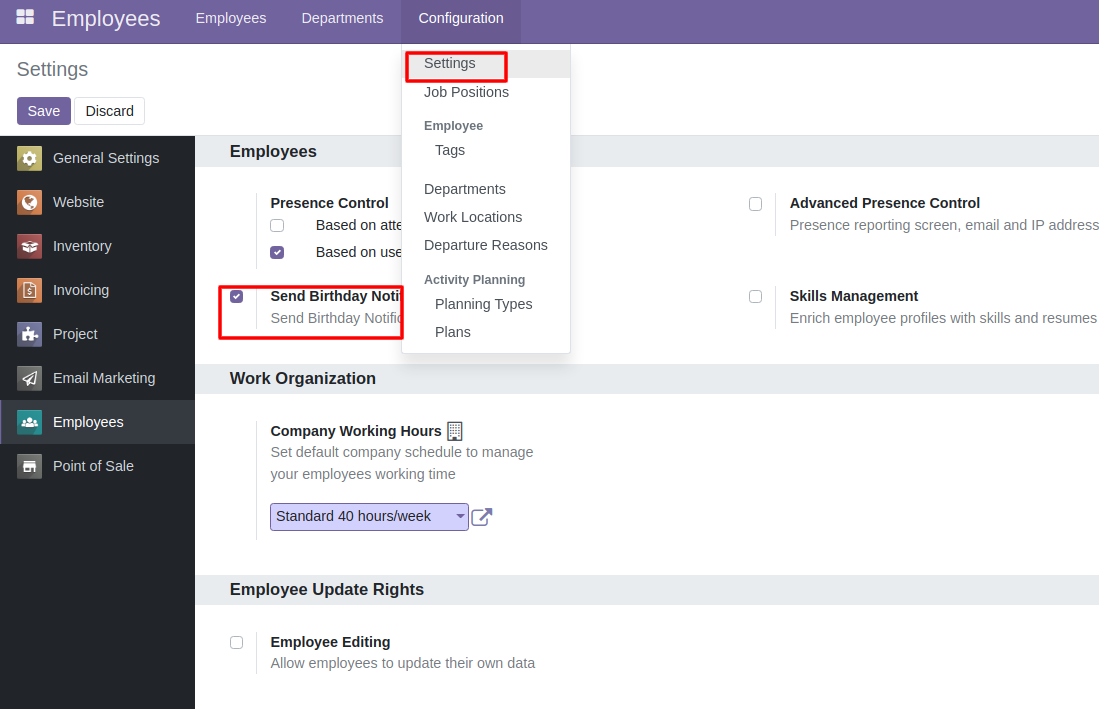 Employees Employees Departments Configuration
Settings
Save Discard
Settings
Job Positions
Employee
Tags
Departments
Work Locations
Departure Reasons
Activity Planning
Planning Types
Plans
General Settings
Website
Inventory
Invoicing
Project
Email Marketing
Employees
Point of Sale
Employees
Presence Control
Based on atte
Based on use
Advanced Presence Control
Presence reporting screen, email and IP address
Send Birthday Notif
Send Birthday Notific
Skills Management
Enrich employee profiles with skills and resumes
Work Organization
Company Working Hours
Set default company schedule to manage
your employees working time
Standard 40 hours/week
Employee Update Rights
Employee Editing
Allow employees to update their own data